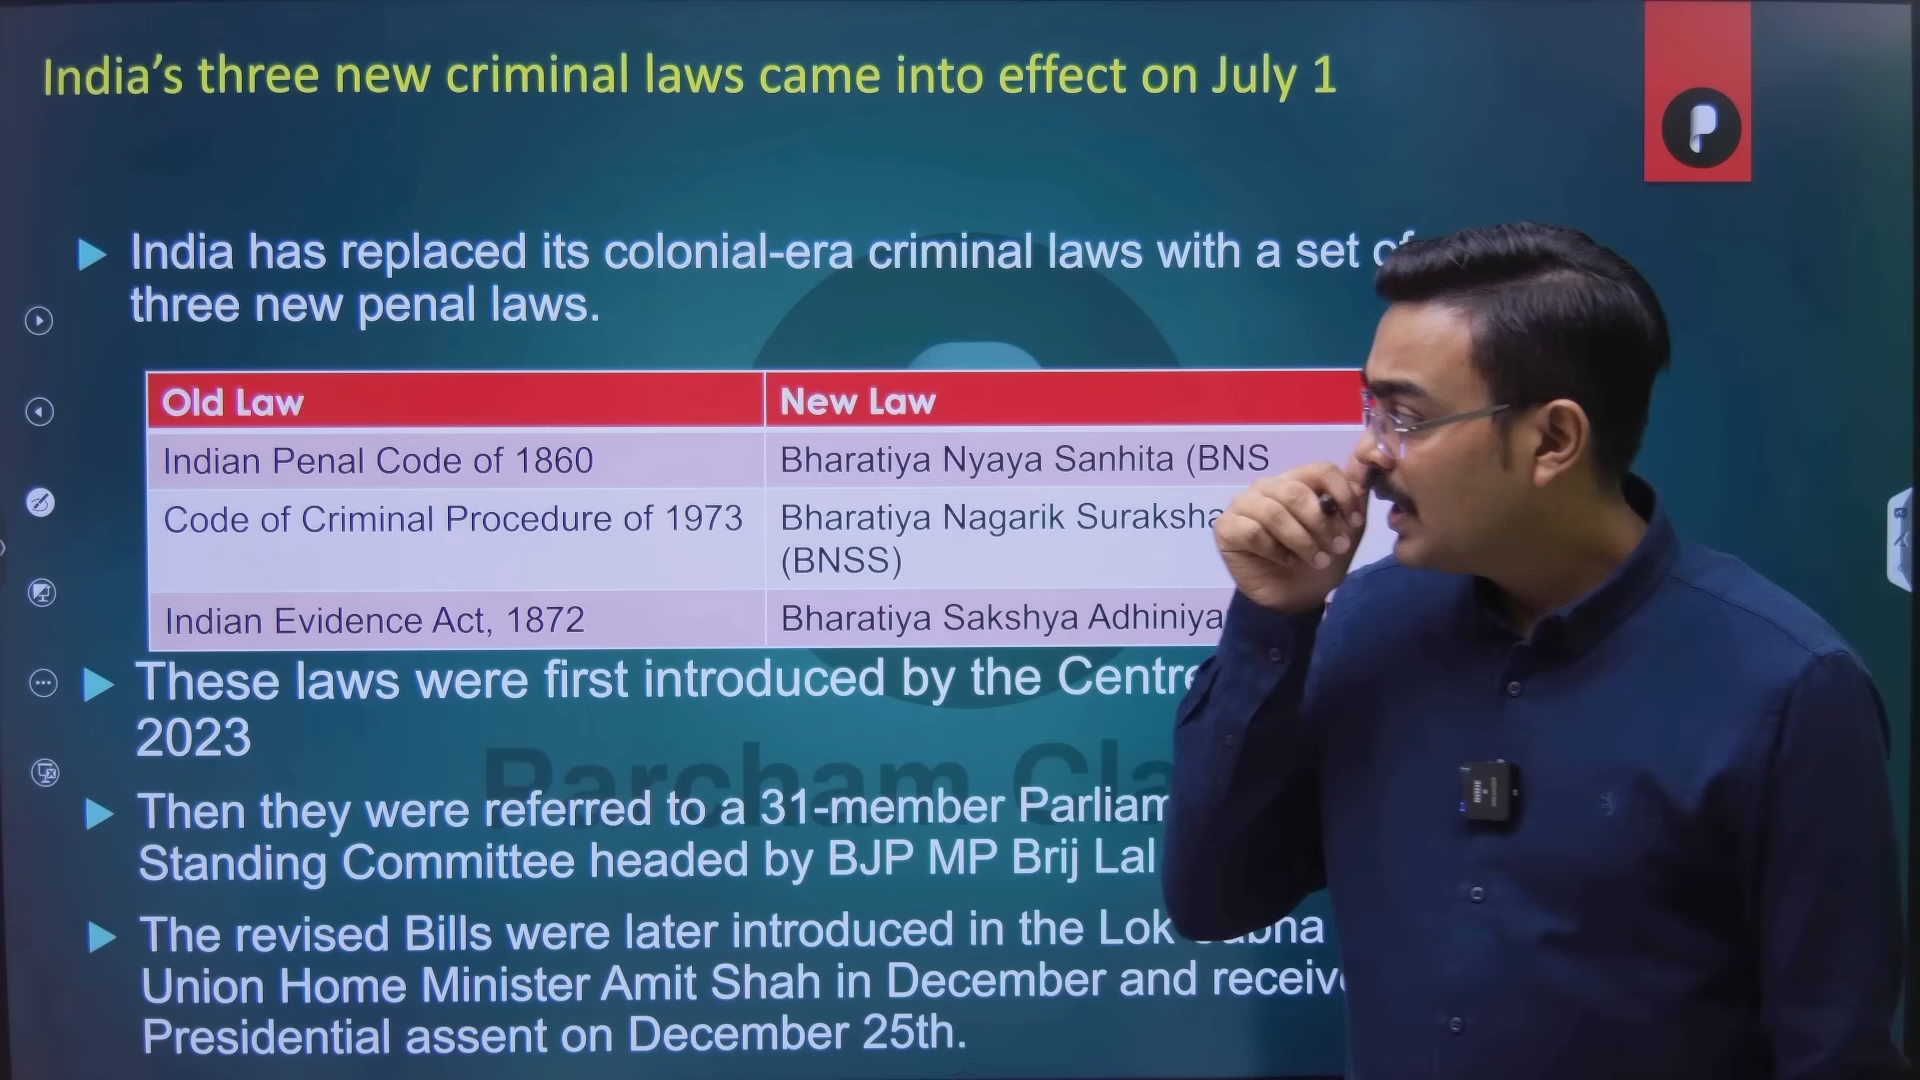 India’s three new criminal laws came into effect on July 1
India has replaced its colonial-era criminal laws with a set of
three new penal laws.
Old Law New Law
Indian Penal Code of 1860 Bharatiya Nyaya Sanhita (BNS
Code of Criminal Procedure of 1973 Bharatiya Nagarik Suraksha
(BNSS)
Indian Evidence Act, 1872 Bharatiya Sakshya
These laws were first introduced by the Centre
2023
Then they were referred to a 31-member
Standing Committee headed by BJP MP Brij Lal
The revised Bills were later introduced in the Lok
Union Home Minister Amit Shah in December and
Presidential assent on December 25th.
Parcham